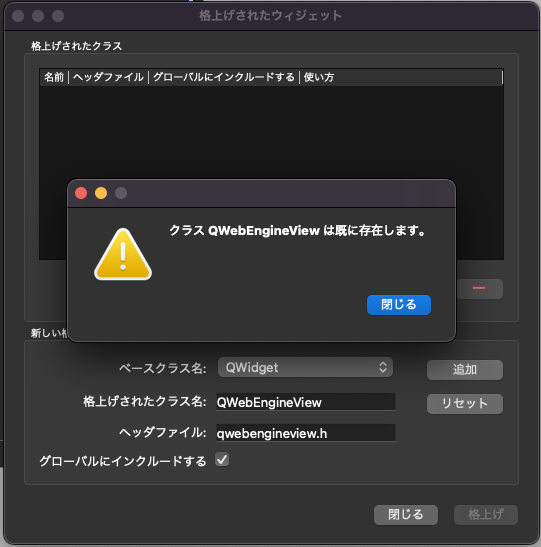 格上げされたウィジェット
格上げされたクラス
名前 ヘッダファイル グローバルにインクルードする 使い方
クラス QWebEngineView は既に存在します。
閉じる
新しい
ベースクラス名: QWidget 追加
格上げされたクラス名: QWebEngineView リセット
ヘッダファイル: qwebengineview.h
グローバルにインクルードする
閉じる 格上げ